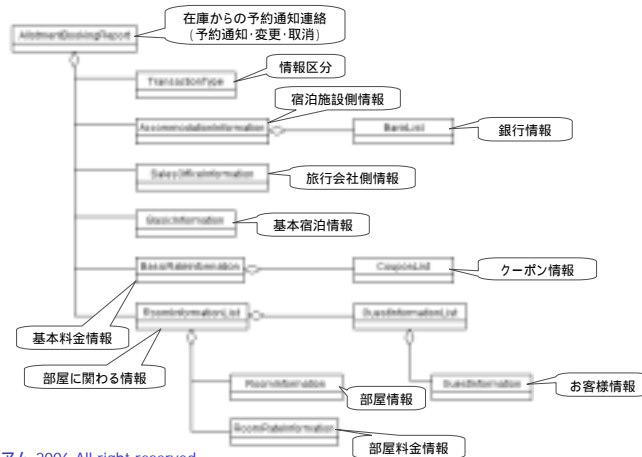 AllotmentBookingReport
在庫からの予約通知連絡
(予約通知・変更・取消)
TransactionType
情報区分
宿泊施設側情報
AccommodationInformation
BankList
銀行情報
SalesOfficeInformation
旅行会社側情報
BasicInformation
基本宿泊情報
BasicRateInformation
CouponList
クーポン情報
RoomInformationList
GuestInformationList
基本料金情報
部屋に関わる情報
RoomInformation
部屋情報
GuestInformation
お客様情報
RoomRateInformation
部屋料金情報
2006 All right reserved